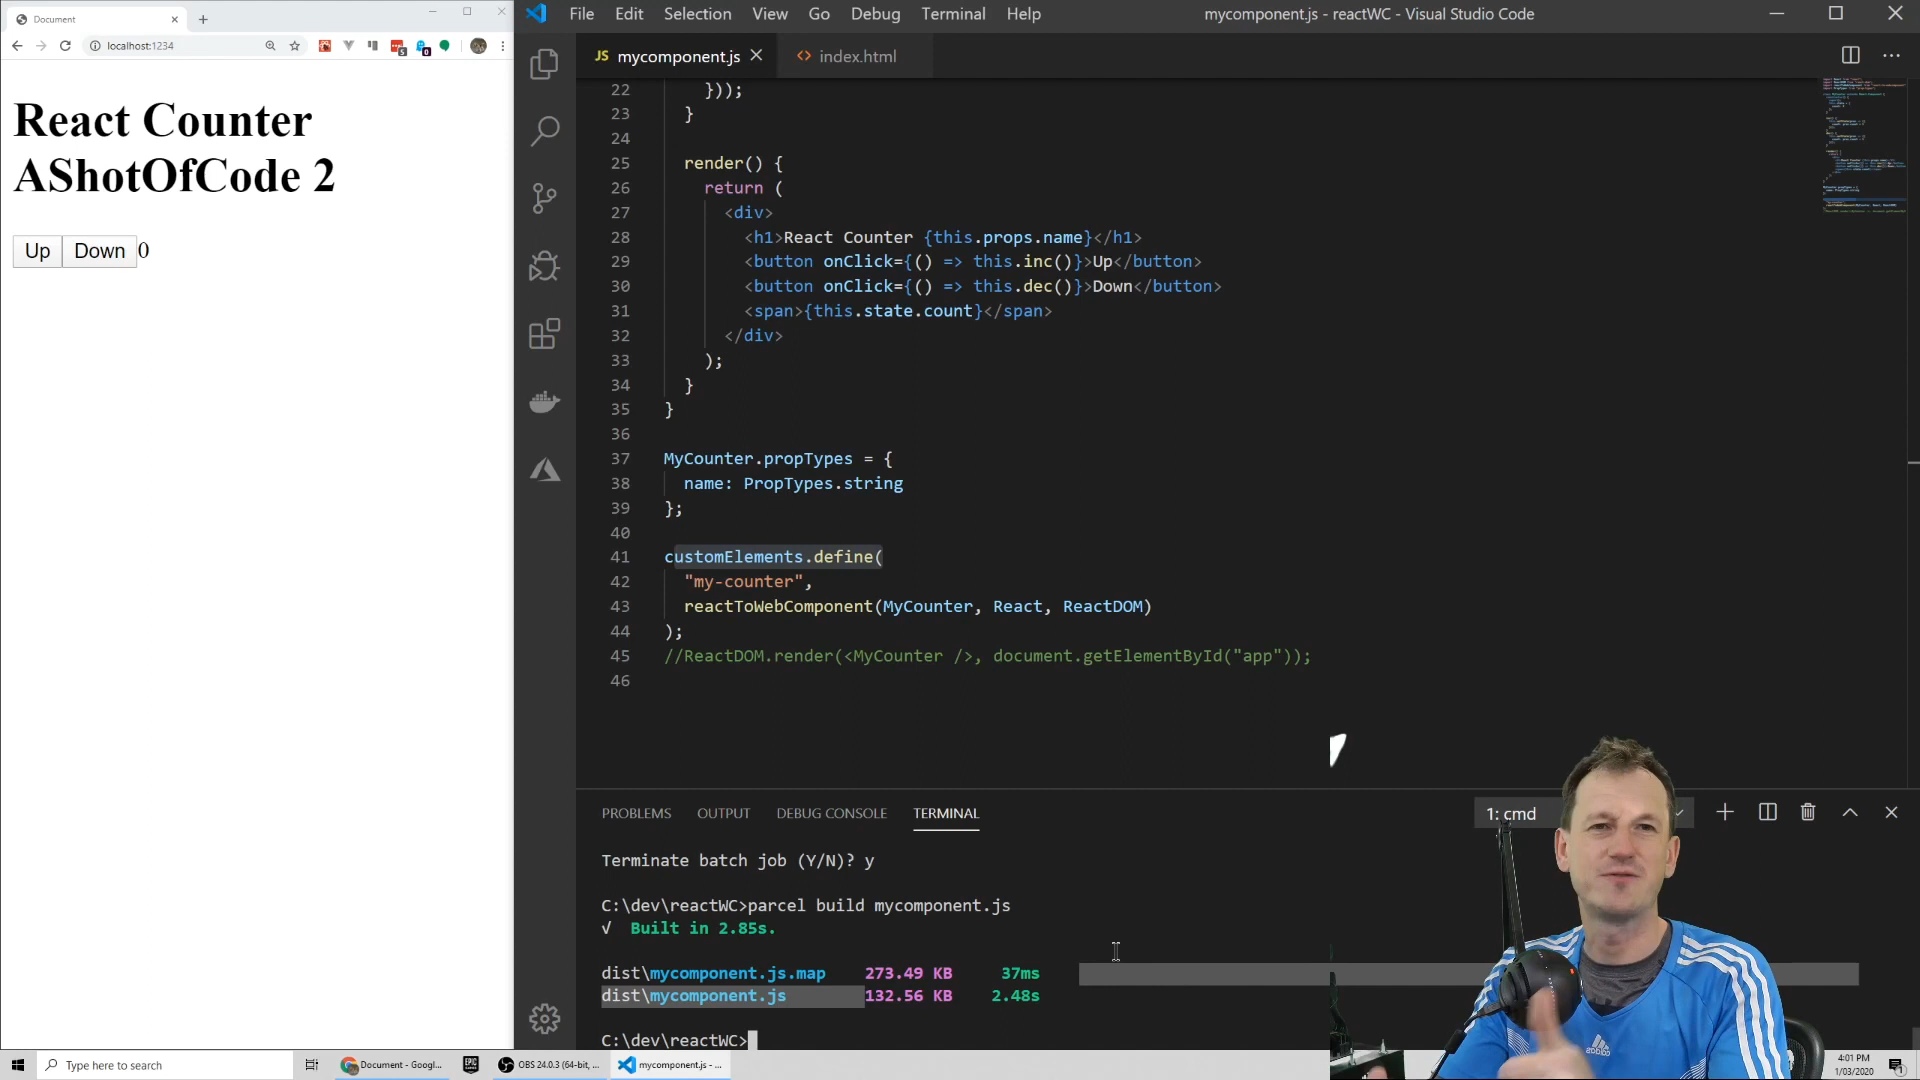 Document
localhost:1234
React Counter
AShotOfCode 2
Up Down 0
File Edit Selection View Go Debug Terminal Help
mycomponent.js - reactWC - Visual Studio Code
JS mycomponent.js
<> index.html
22 }));
23 }
24
25 render() {
26 return (
27 <div>
28 <h1>React Counter {this.props.name}</h1>
29 <button onClick={() => this.inc()}>Up</button>
30 <button onClick={() => this.dec()}>Down</button>
31 <span>{this.state.count}</span>
32 </div>
33 );
34 }
35 }
36
37 MyCounter.propTypes = {
38 name: PropTypes.string
39 };
40
41 customElements.define(
42 "my-counter",
43 reactToWebComponent(MyCounter, React, ReactDOM)
44 );
45 //ReactDOM.render(<MyCounter />, document.getElementById("app"));
46
PROBLEMS OUTPUT DEBUG CONSOLE TERMINAL
1: cmd
Terminate batch job (Y/N)? y
C:\dev\reactWC>parcel build mycomponent.js
√ Built in 2.85s.
dist\mycomponent.js.map 273.49 KB 37ms
dist\mycomponent.js 132.56 KB 2.48s
C:\dev\reactWC>
Type here to search
Document - Googl...
OBS 24.0.3 (64-bit, ...
mycomponent.js - ...
4:01 PM
1/03/2020
adidas